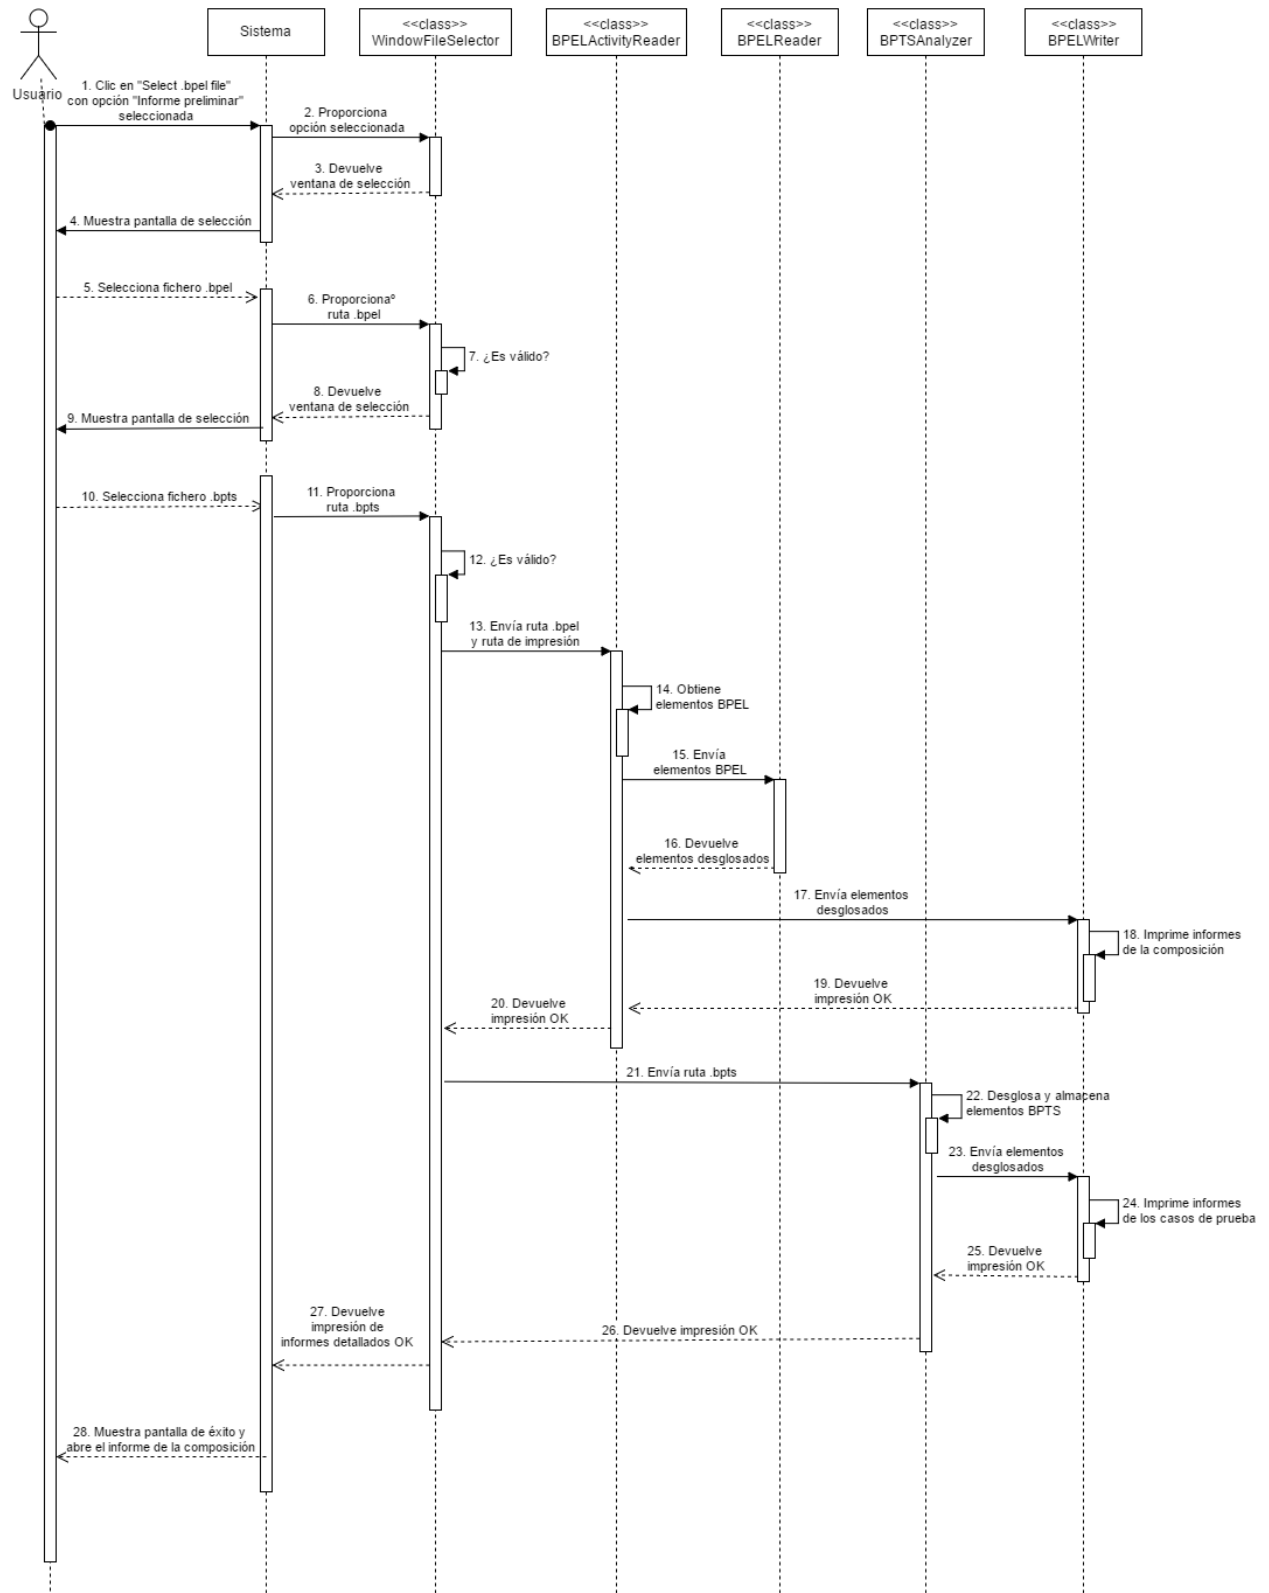 Usuario
Sistema
<<class>>
WindowFileSelector
<<class>>
BPELActivityReader
<<class>>
BPELReader
<<class>>
BPTSAnalyzer
<<class>>
BPELWriter
1. Clic en "Select .bpel file"
con opción "Informe preliminar"
seleccionada
2. Proporciona
opción seleccionada
3. Devuelve
ventana de selección
4. Muestra pantalla de selección
5. Selecciona fichero .bpel
6. Proporcionaº
ruta .bpel
7. ¿Es válido?
8. Devuelve
ventana de selección
9. Muestra pantalla de selección
10. Selecciona fichero .bpts
11. Proporciona
ruta .bpts
12. ¿Es válido?
13. Envía ruta .bpel
y ruta de impresión
14. Obtiene
elementos BPEL
15. Envía
elementos BPEL
16. Devuelve
elementos desglosados
17. Envía elementos
desglosados
18. Imprime informes
de la composición
19. Devuelve
impresión OK
20. Devuelve
impresión OK
21. Envía ruta .bpts
22. Desglosa y almacena
elementos BPTS
23. Envía elementos
desglosados
24. Imprime informes
de los casos de prueba
25. Devuelve
impresión OK
26. Devuelve impresión OK
27. Devuelve
impresión de
informes detallados OK
28. Muestra pantalla de éxito y
abre el informe de la composición